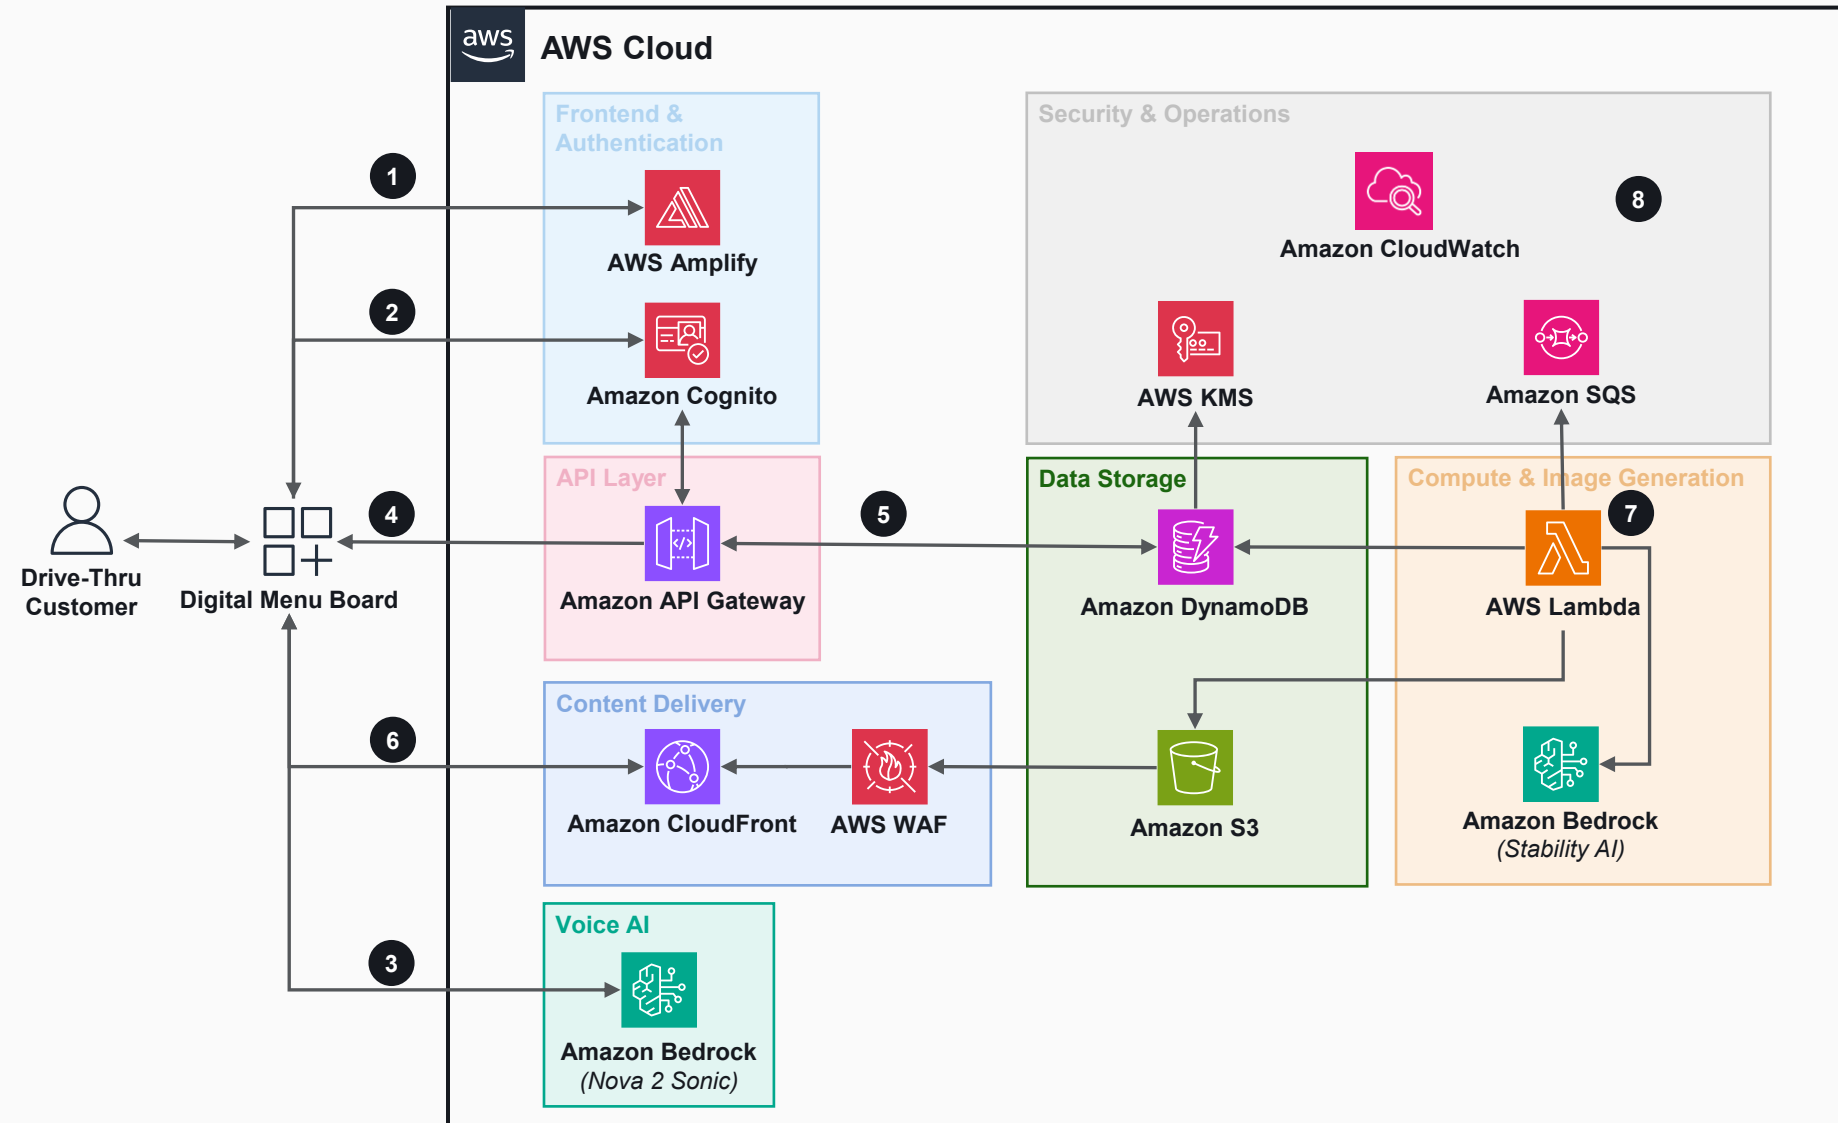 aws
AWS Cloud
Frontend &
Authentication
Security & Operations
1
8
AWS Amplify
Amazon CloudWatch
2
Amazon Cognito
AWS KMS
Amazon SQS
API Layer
Data Storage
Compute & Image Generation
4
5
7
Drive-Thru
Customer
Digital Menu Board
</>
Amazon API Gateway
Amazon DynamoDB
AWS Lambda
Content Delivery
6
Amazon CloudFront
AWS WAF
Amazon S3
Amazon Bedrock
(Stability AI)
Voice AI
3
Amazon Bedrock
(Nova 2 Sonic)